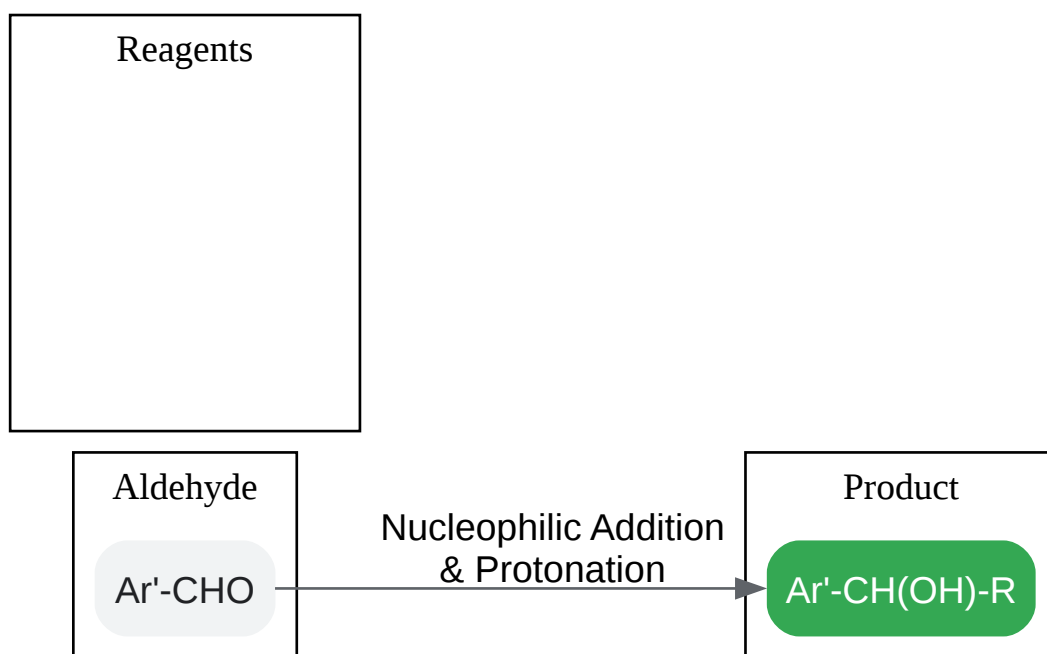 Reagents
Aldehyde
Product
Nucleophilic Addition
& Protonation
Ar'-CHO
Ar'-CH(OH)-R